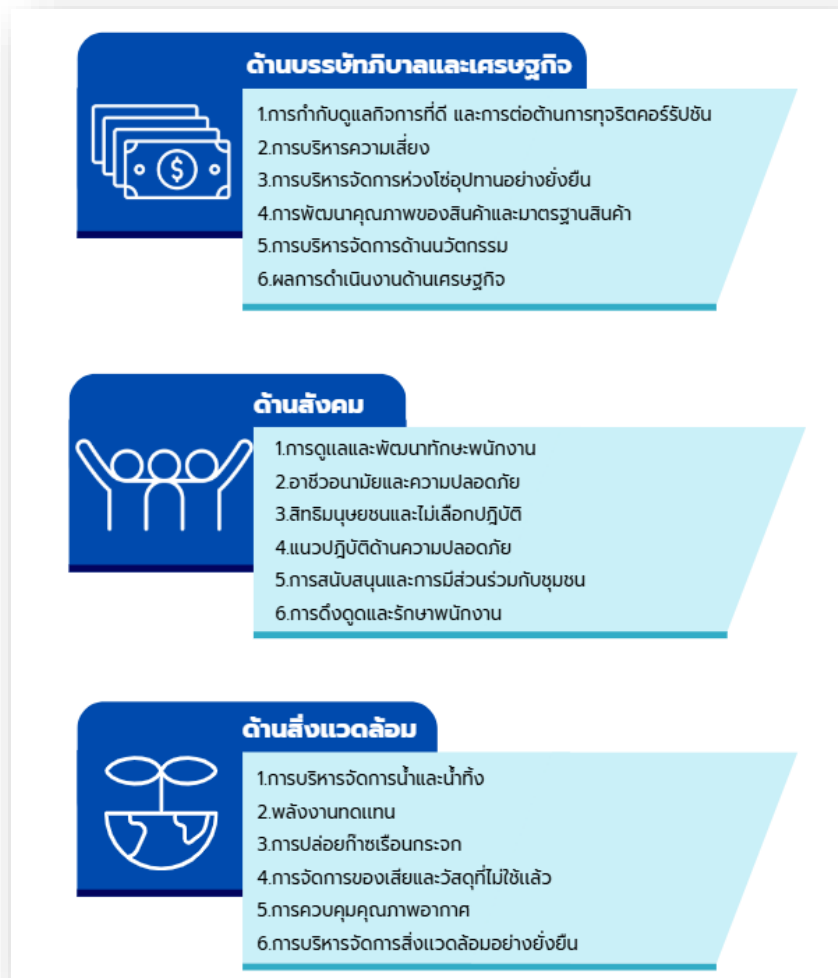 ด้านบรรษัทภิบาลและเศรษฐกิจ
$
1.การกำกับดูแลกิจการที่ดี และการต่อต้านการทุจริตคอร์รัปชัน
2.การบริหารความเสี่ยง
3.การบริหารจัดการห่วงโซ่อุปทานอย่างยั่งยืน
4.การพัฒนาคุณภาพของสินค้าและมาตรฐานสินค้า
5.การบริหารจัดการด้านนวัตกรรม
6.ผลการดำเนินงานด้านเศรษฐกิจ
ด้านสังคม
1.การดูแลและพัฒนาทักษะพนักงาน
2.อาชีวอนามัยและความปลอดภัย
3.สิทธิมนุษยชนและไม่เลือกปฎิบัติ
4.แนวปฎิบัติด้านความปลอดภัย
5.การสนับสนุนและการมีส่วนร่วมกับชุมชน
6.การดึงดูดและรักษาพนักงาน
ด้านสิ่งแวดล้อม
1.การบริหารจัดการน้ำและน้ำทิ้ง
2.พลังงานทดแทน
3.การปล่อยก๊าซเรือนกระจก
4.การจัดการของเสียและวัสดุที่ไม่ใช้แล้ว
5.การควบคุมคุณภาพอากาศ
6.การบริหารจัดการสิ่งแวดล้อมอย่างยั่งยืน